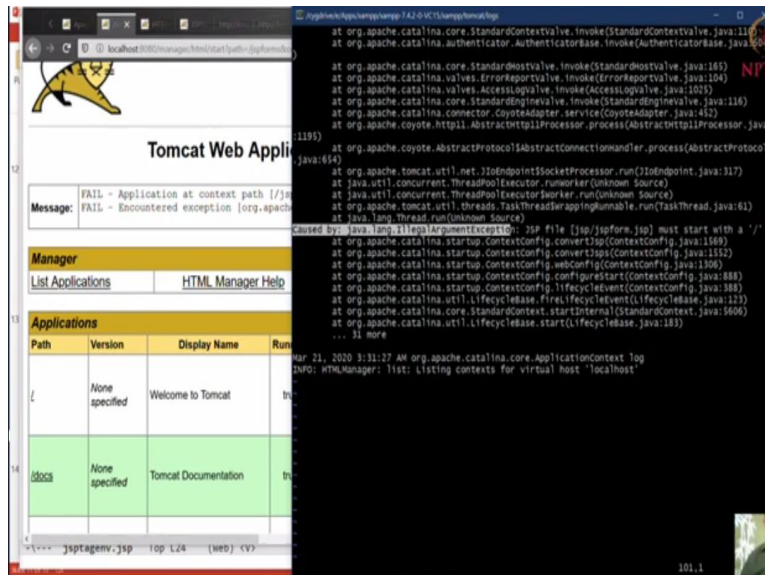 /cygdrive/e/Apps/xampp/xampp-7.4.2-0-VC15/xampp/tomcat/logs
localhost:8080/manager/html/start?path=/jspforms
Tomcat Web Appli
Message:
FAIL - Application at context path [/js
FAIL - Encountered exception [org.apach
Manager
List Applications
HTML Manager Help
Applications
Path
Version
Display Name
Run
/
None specified
Welcome to Tomcat
tru
/docs
None specified
Tomcat Documentation
tru
12
13
14
-\--- jsptagenv.jsp Top L24 (Web) <V>
at org.apache.catalina.core.StandardContextValve.invoke(StandardContextValve.java:110
at org.apache.catalina.authenticator.AuthenticatorBase.invoke(AuthenticatorBase.java:
)
at org.apache.catalina.core.StandardHostValve.invoke(StandardHostValve.java:165)
at org.apache.catalina.valves.ErrorReportValve.invoke(ErrorReportValve.java:104)
at org.apache.catalina.valves.AccessLogValve.invoke(AccessLogValve.java:1025)
at org.apache.catalina.core.StandardEngineValve.invoke(StandardEngineValve.java:116)
at org.apache.catalina.connector.CoyoteAdapter.service(CoyoteAdapter.java:452)
at org.apache.coyote.http11.AbstractHttp11Processor.process(AbstractHttp11Processor.java
:1195)
at org.apache.coyote.AbstractProtocol$AbstractConnectionHandler.process(AbstractProtocol
.java:654)
at org.apache.tomcat.util.net.JIoEndpoint$SocketProcessor.run(JIoEndpoint.java:317)
at java.util.concurrent.ThreadPoolExecutor.runWorker(Unknown Source)
at java.util.concurrent.ThreadPoolExecutor$Worker.run(Unknown Source)
at org.apache.tomcat.util.threads.TaskThread$WrappingRunnable.run(TaskThread.java:61)
at java.lang.Thread.run(Unknown Source)
Caused by: java.lang.IllegalArgumentException: JSP file [jsp/jspform.jsp] must start with a '/'
at org.apache.catalina.startup.ContextConfig.convertJsp(ContextConfig.java:1569)
at org.apache.catalina.startup.ContextConfig.convertJsps(ContextConfig.java:1552)
at org.apache.catalina.startup.ContextConfig.webConfig(ContextConfig.java:1306)
at org.apache.catalina.startup.ContextConfig.configureStart(ContextConfig.java:888)
at org.apache.catalina.startup.ContextConfig.lifecycleEvent(ContextConfig.java:388)
at org.apache.catalina.util.LifecycleBase.fireLifecycleEvent(LifecycleBase.java:123)
at org.apache.catalina.core.StandardContext.startInternal(StandardContext.java:5606)
at org.apache.catalina.util.LifecycleBase.start(LifecycleBase.java:183)
... 31 more
Mar 21, 2020 3:31:27 AM org.apache.catalina.core.ApplicationContext log
INFO: HTMLManager: list: Listing contexts for virtual host 'localhost'
101,1
NP